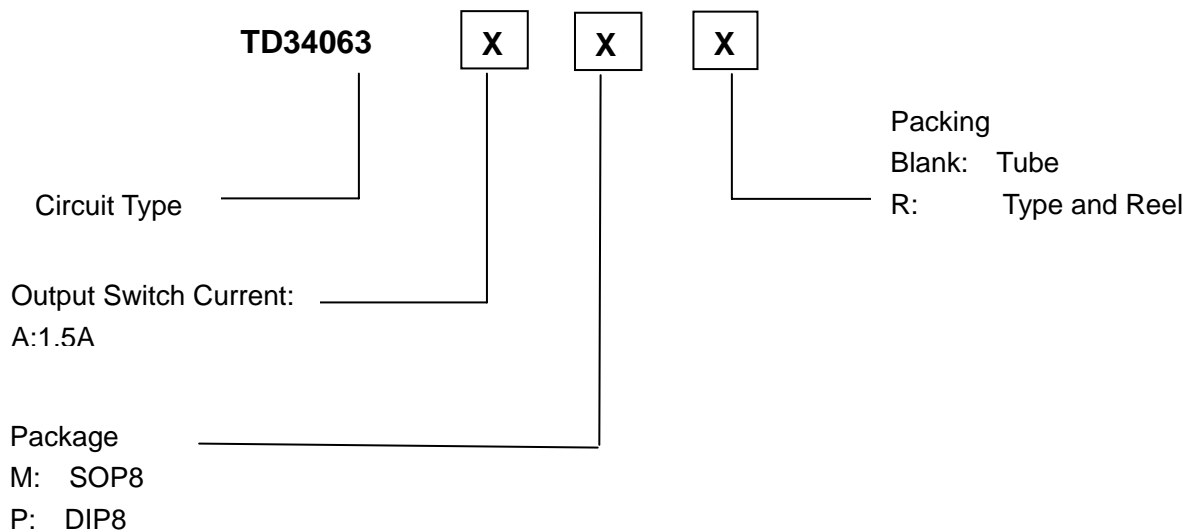 TD34063 X X X
Packing
Blank: Tube
R: Type and Reel
Circuit Type
Output Switch Current:
A:1.5A
Package
M: SOP8
P: DIP8